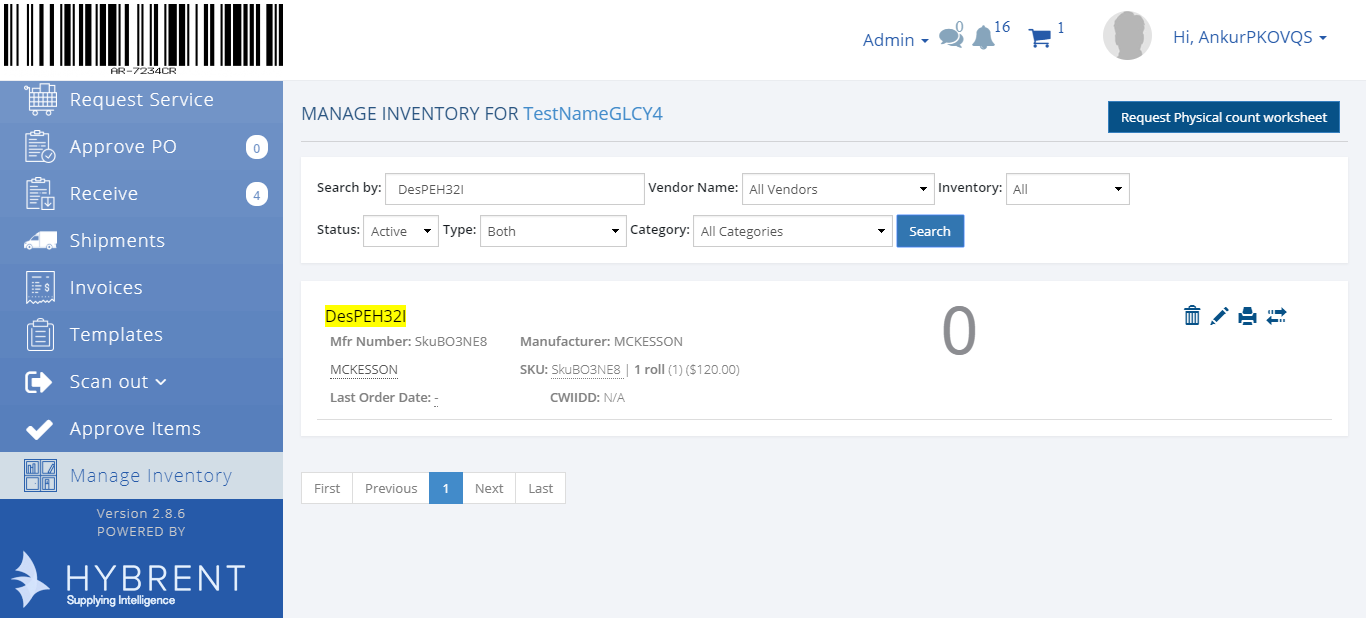 AR-7234CR
Admin 0 16 1 Hi, AnkurPKOVQS
Request Service
Approve PO 0
Receive 4
Shipments
Invoices
Templates
Scan out
Approve Items
Manage Inventory
Version 2.8.6
POWERED BY
HYBRENT
Supplying Intelligence
MANAGE INVENTORY FOR TestNameGLCY4
Request Physical count worksheet
Search by: DesPEH32I Vendor Name: All Vendors Inventory: All
Status: Active Type: Both Category: All Categories Search
DesPEH32I
0
Mfr Number: SkuBO3NE8 Manufacturer: MCKESSON
MCKESSON SKU: SkuBO3NE8 | 1 roll (1) ($120.00)
Last Order Date: - CWIIDD: N/A
First Previous 1 Next Last